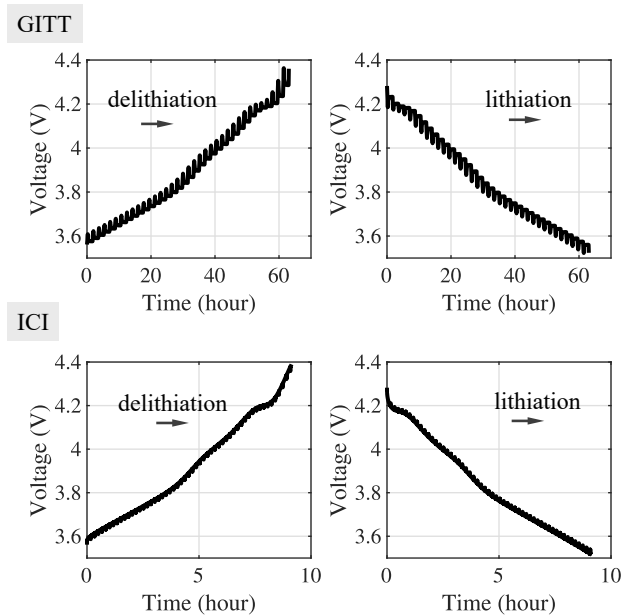 GITT
4.4
4.2
4
3.8
3.6
Voltage (V)
delithiation
0
20
40
60
Time (hour)
4.4
4.2
4
3.8
3.6
Voltage (V)
lithiation
0
20
40
60
Time (hour)
ICI
4.4
4.2
4
3.8
3.6
Voltage (V)
delithiation
0
5
10
Time (hour)
4.4
4.2
4
3.8
3.6
Voltage (V)
lithiation
0
5
10
Time (hour)